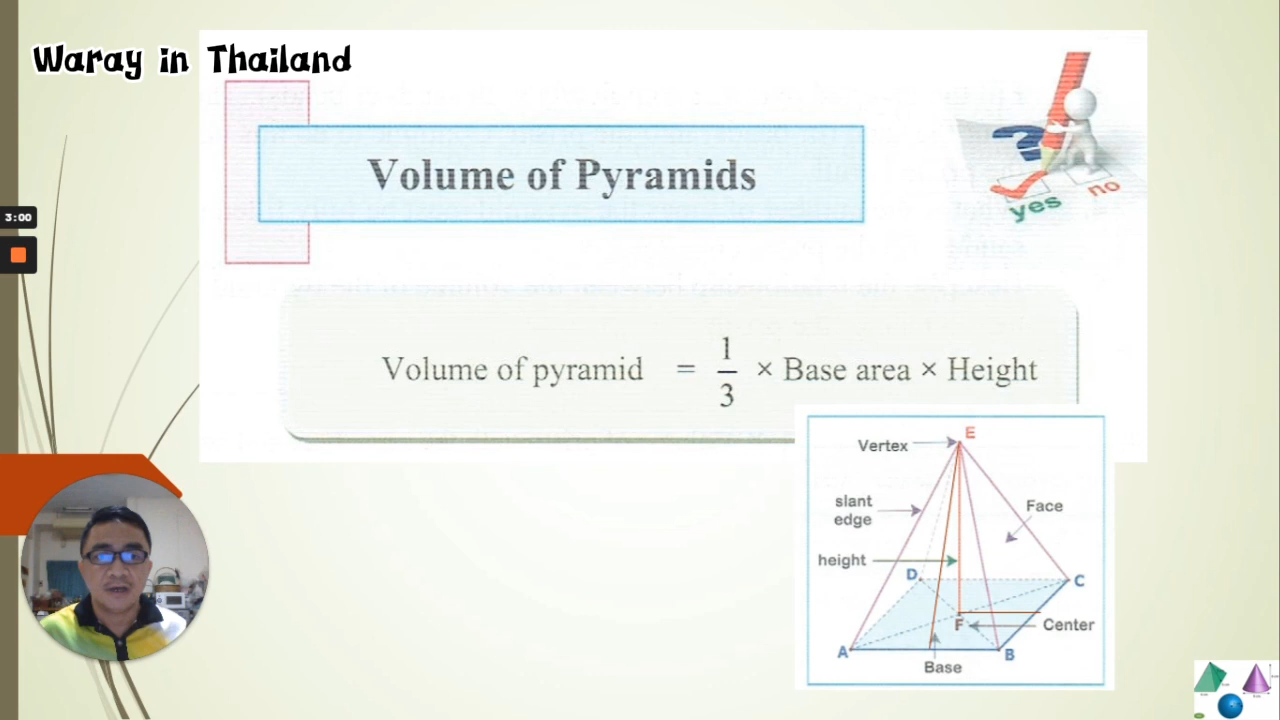 Waray in Thailand
Volume of Pyramids
yes no
3:00
Volume of pyramid = 1/3 × Base area × Height
E
Vertex
slant
edge
Face
height
D
C
F
Center
A
B
Base